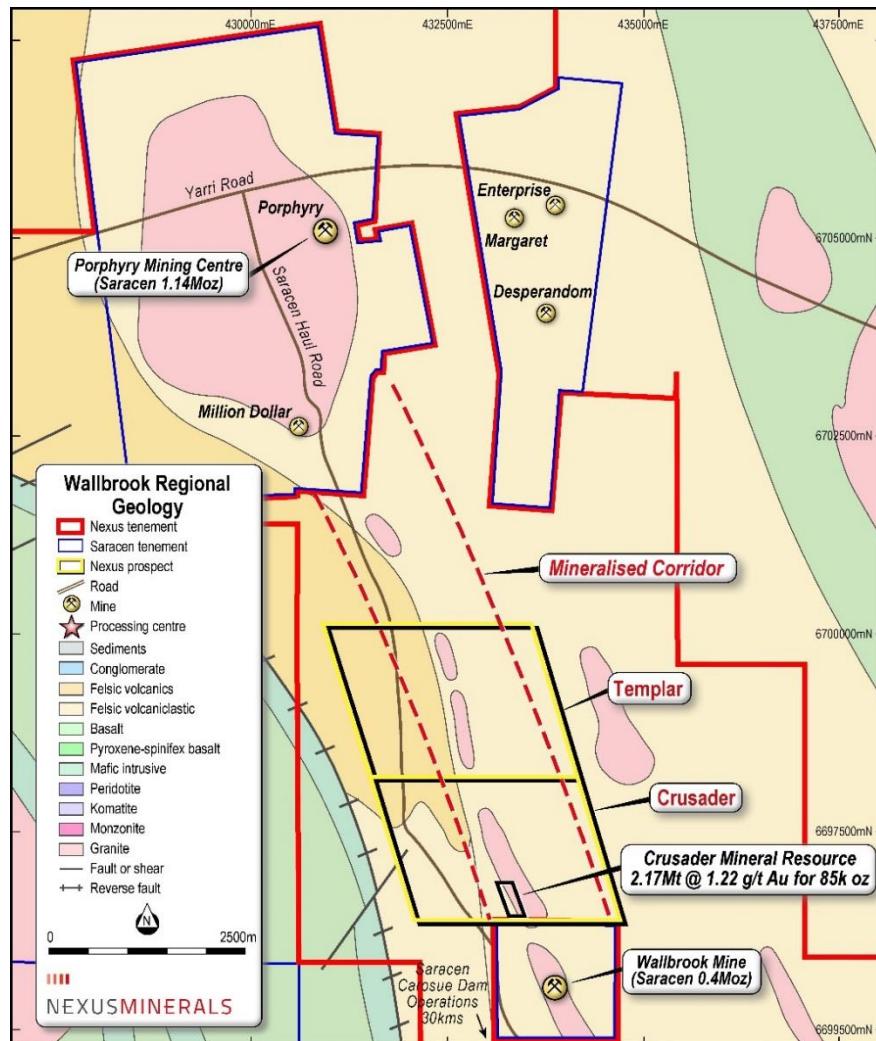 430000mE
432500mE
435000mE
437500mE
Yarri Road
Porphyry
Enterprise
Margaret
6705000mN
Porphyry Mining Centre
(Saracen 1.14Moz)
Saracen Haul Road
Desperandom
Million Dollar
6702500mN
Wallbrook Regional
Geology
Nexus tenement
Saracen tenement
Nexus prospect
Road
Mine
Processing centre
Sediments
Conglomerate
Felsic volcanics
Felsic volcaniclastic
Basalt
Pyroxene-spinifex basalt
Mafic intrusive
Peridotite
Komatite
Monzonite
Granite
Fault or shear
Reverse fault
N
0
2500m
NEXUSMINERALS
Mineralised Corridor
6700000mN
Templar
Crusader
6697500mN
Crusader Mineral Resource
2.17Mt @ 1.22 g/t Au for 85k oz
Wallbrook Mine
(Saracen 0.4Moz)
Saracen
Carosue Dam
Operations
30kms
6699500mN